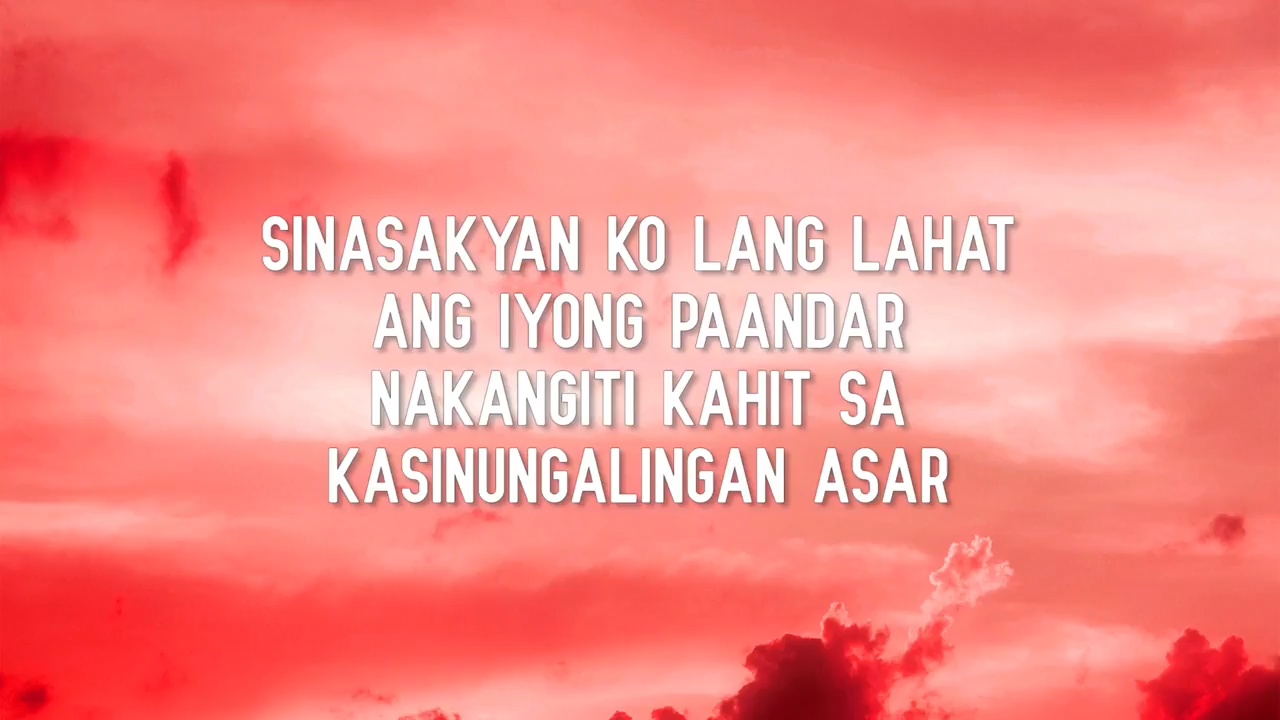 SINASAKYAN KO LANG LAHAT
ANG IYONG PAANDAR
NAKANGITI KAHIT SA
KASINUNGALINGAN ASAR